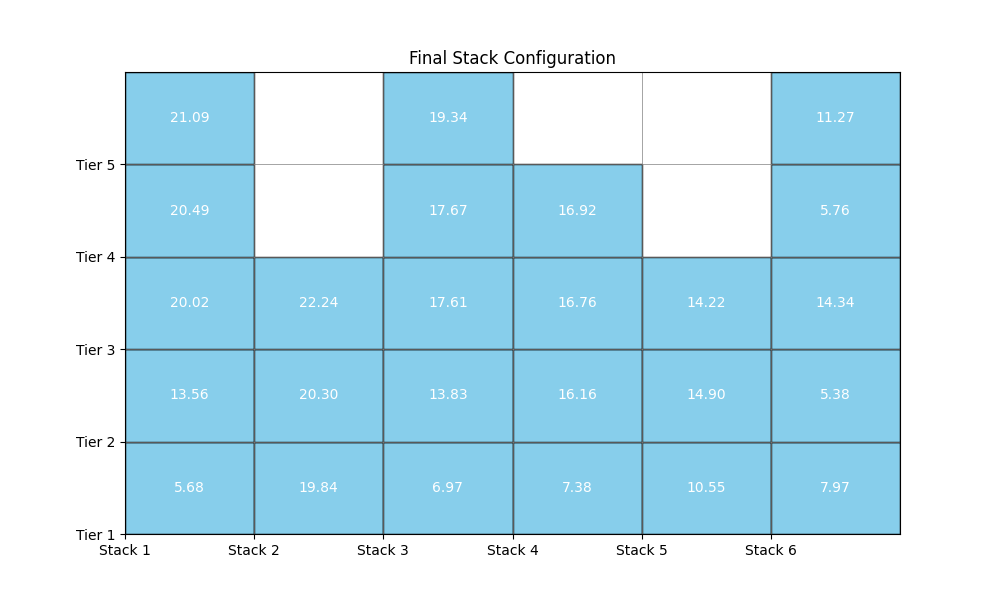 Final Stack Configuration
21.09 19.34 11.27
Tier 5
20.49 17.67 16.92 5.76
Tier 4
20.02 22.24 17.61 16.76 14.22 14.34
Tier 3
13.56 20.30 13.83 16.16 14.90 5.38
Tier 2
5.68 19.84 6.97 7.38 10.55 7.97
Tier 1
Stack 1 Stack 2 Stack 3 Stack 4 Stack 5 Stack 6